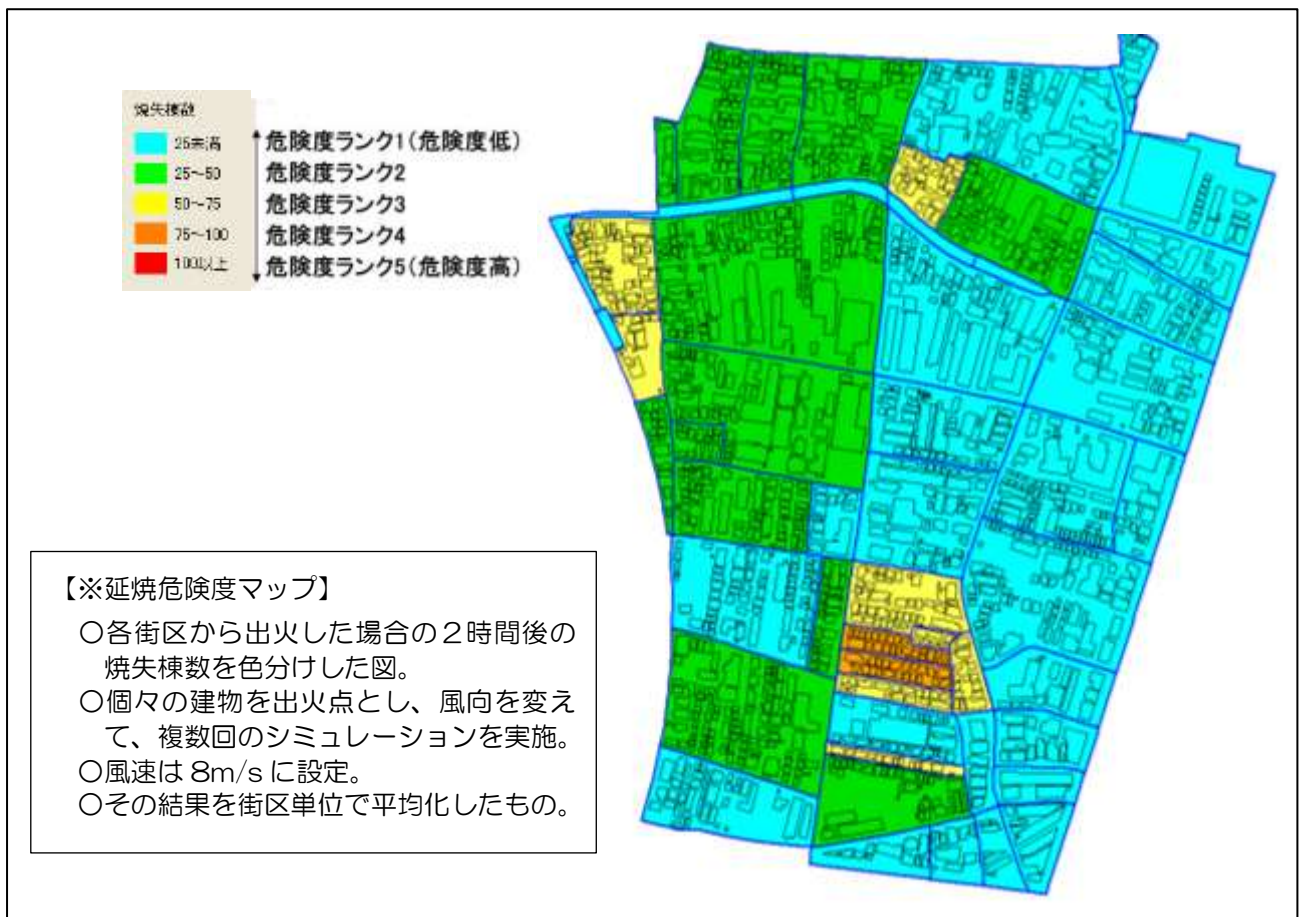 焼失棟数
25未満 危険度ランク1(危険度低)
25～50 危険度ランク2
50～75 危険度ランク3
75～100 危険度ランク4
100以上 危険度ランク5(危険度高)
【※延焼危険度マップ】
○各街区から出火した場合の２時間後の
焼失棟数を色分けした図。
○個々の建物を出火点とし、風向を変え
て、複数回のシミュレーションを実施。
○風速は8m/sに設定。
○その結果を街区単位で平均化したもの。